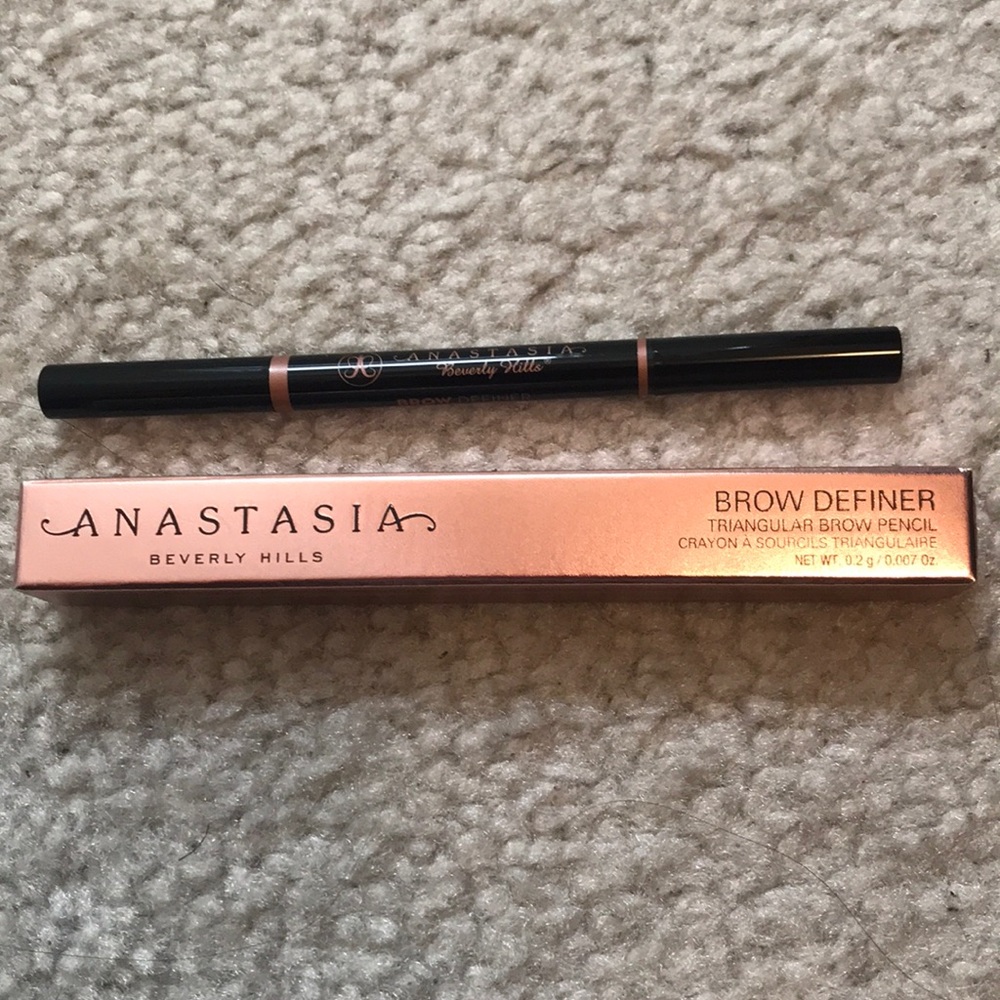 ANASTASIA
Beverly Hills
BROW DEFINER
ANASTASIA
BEVERLY HILLS
BROW DEFINER
TRIANGULAR BROW PENCIL
CRAYON À SOURCILS TRIANGULAIRE
NET WT. 0.2 g / 0.007 Oz.